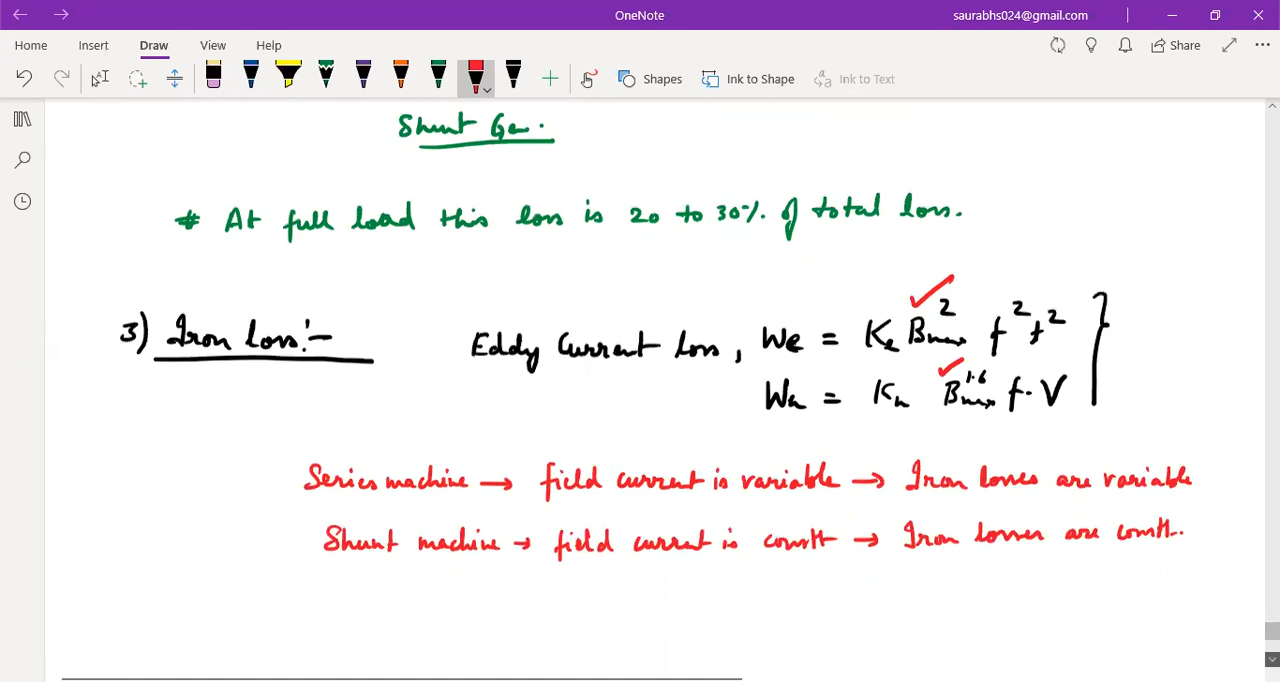 OneNote
saurabhs024@gmail.com
Home Insert Draw View Help
Share
Shapes Ink to Shape Ink to Text
Shunt Gen.
# At full load this loss is 20 to 30% of total loss.
3) Iron loss:-
Eddy Current Loss, We = Ke Bmax² f² t²
Wh = Kh Bmax^1.6 f. V
Series machine → field current is variable → Iron losses are variable
Shunt machine → field current is constt → Iron losses are constt.